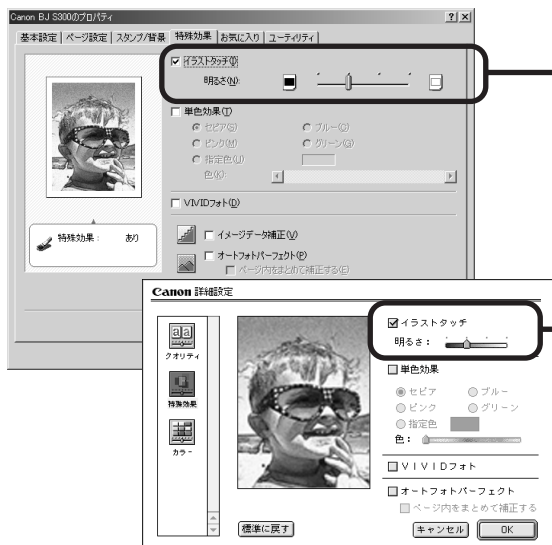 Canon BJ S300のプロパティ
基本設定 ページ設定 スタンプ/背景 特殊効果 お気に入り ユーティリティ
イラストタッチ(I)
明るさ(N):
単色効果(T)
セピア(S) ブルー(O)
ピンク(M) グリーン(G)
指定色(U)
色(K):
VIVIDフォト(D)
特殊効果: あり
イメージデータ補正(V)
オートフォトパーフェクト(P)
ページ内をまとめて補正する(E)
Canon 詳細設定
クオリティ
特殊効果
カラー
イラストタッチ
明るさ:
単色効果
セピア ブルー
ピンク グリーン
指定色
色:
VIVIDフォト
オートフォトパーフェクト
ページ内をまとめて補正する
標準に戻す キャンセル OK